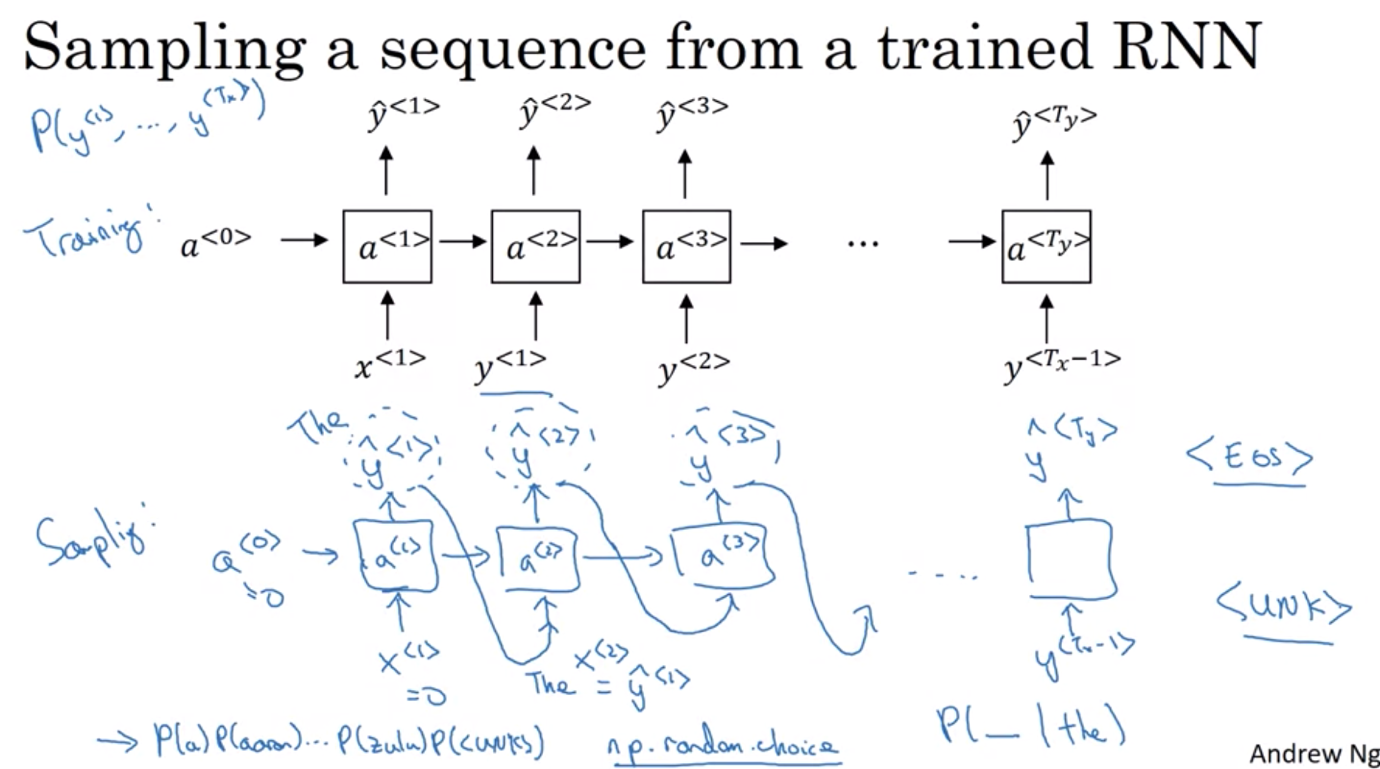 Sampling a sequence from a trained RNN
P(y<1>, ..., y<Tx>)
ŷ<1> ŷ<2> ŷ<3> ŷ<Ty>
Training:
a<0> a<1> a<2> a<3> ... a<Ty>
x<1> y<1> y<2> y<Tx−1>
The
ŷ<1> ŷ<2> ŷ<3> ŷ<Ty> <EOS>
Samplig:
a<0> a<1> a<2> a<3> ....
=0
<UNK>
x<1> =0
The x<2> = ŷ<1>
y<Tx-1>
→ P(a)P(aaron)... P(zulu)P(<UNK>) np.random.choice P(_ | the)
Andrew Ng